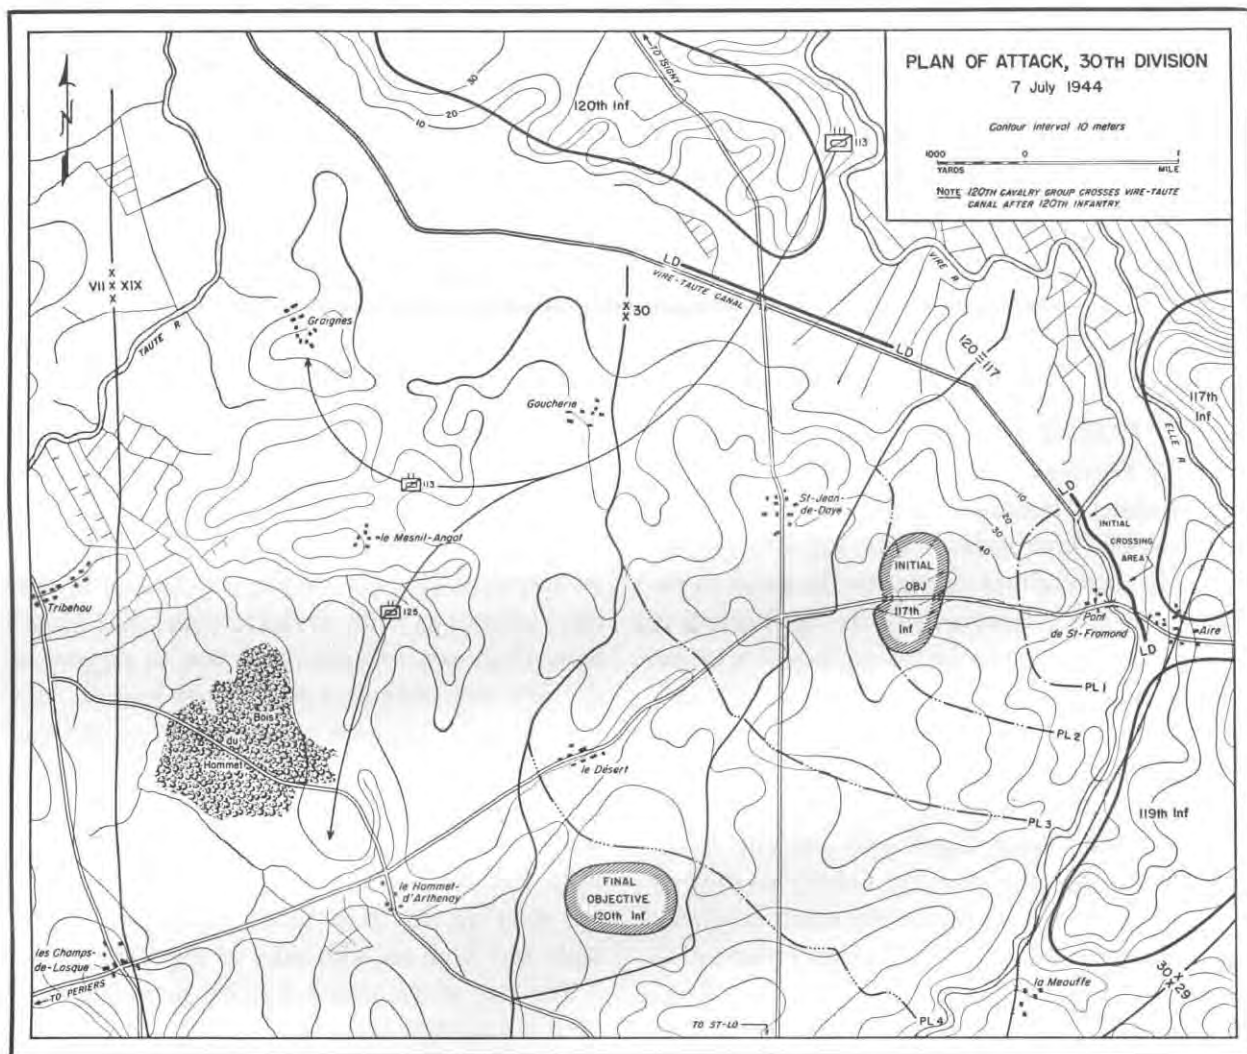 PLAN OF ATTACK, 30TH DIVISION
7 July 1944
Contour interval 10 meters
1000 0 1
YARDS MILE
NOTE 120TH CAVALRY GROUP CROSSES VIRE-TAUTE
CANAL AFTER 120TH INFANTRY.
TO ISIGNY
30
20
10
120th Inf
113
N
VII X X X XIX
TAUTE R
Graignes
LD
VIRE-TAUTE CANAL
LD
X X 30
VIRE R
120 III 117
117th
Inf
ELLE R
Goucherie
113
St-Jean-
de-Daye
LD
10
20
30
40
INITIAL
CROSSING
AREA
le Mesnil-Angot
INITIAL
OBJ
117th
Inf
Tribehou
125
Pont
de St-Fromond
Aire
LD
PL 1
Bois
du
Hommet
PL 2
le Désert
PL 3
119th Inf
le Hommet-
d'Arthenay
FINAL
OBJECTIVE
120th Inf
les Champs-
de-Losque
TO PERIERS
la Meauffe
30 X X 29
TO ST-LO
PL 4